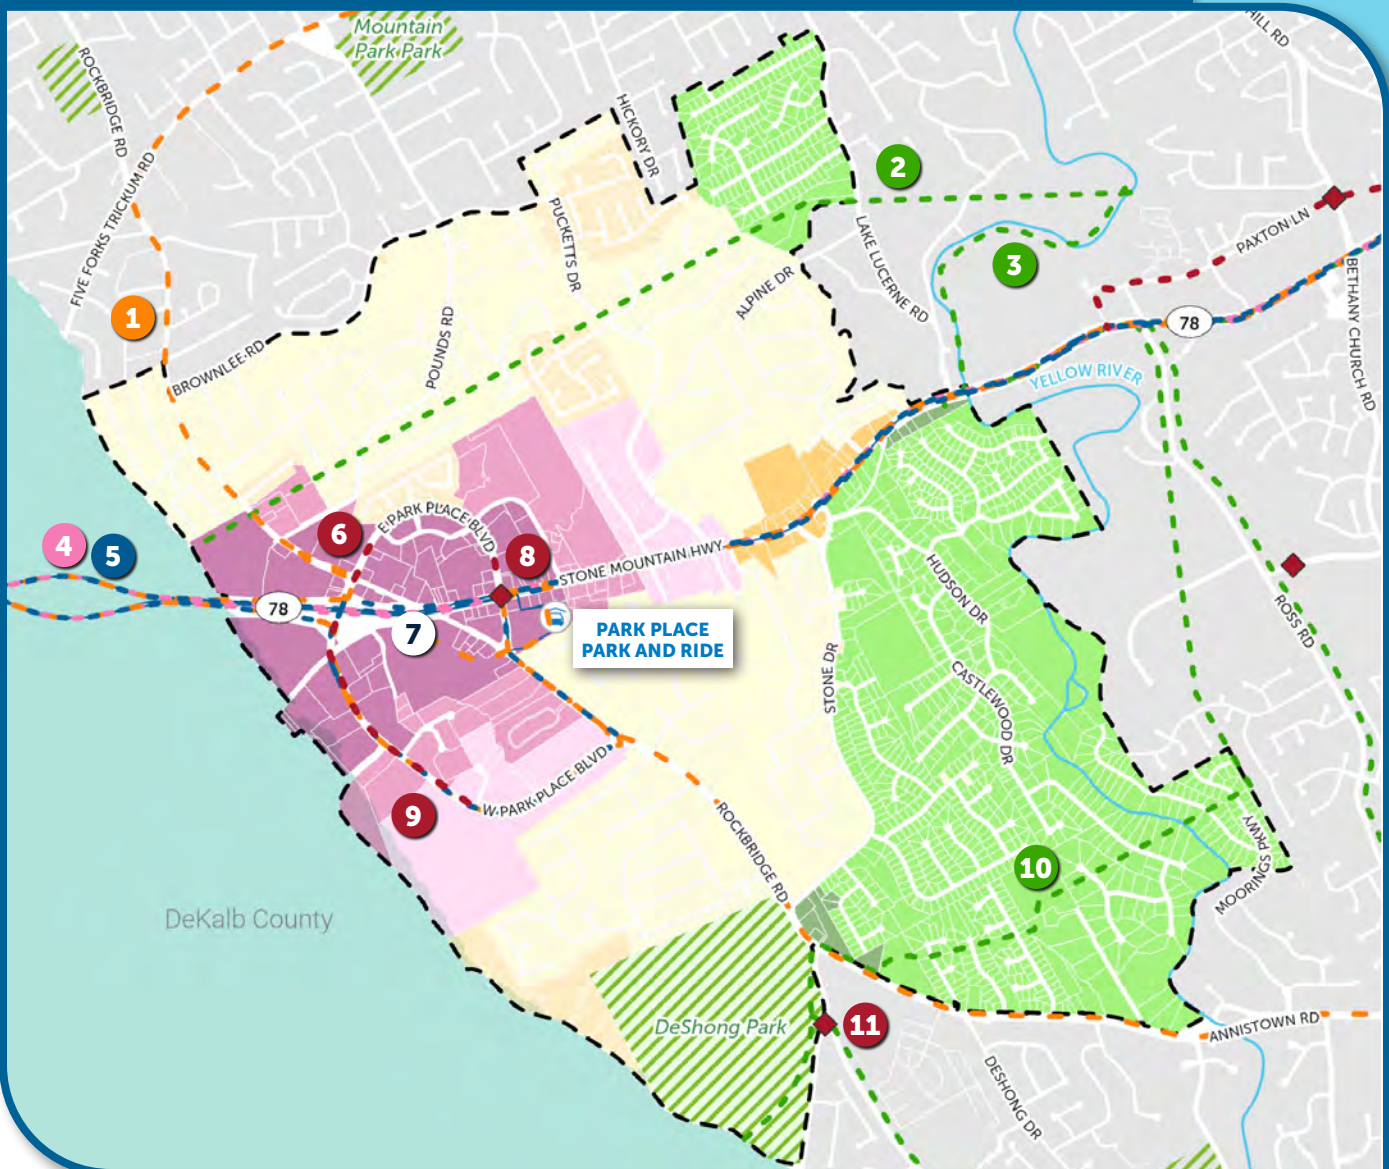 HILL RD
Mountain
Park Park
ROCKBRIDGE RD
HICKORY DR
FIVE FORKS TRICKUM RD
2
PUCKETTS DR
PAXTON LN
LAKE LUCERNE RD
3
BETHANY CHURCH RD
ALPINE DR
1
78
POUNDS RD
BROWNLEE RD
YELLOW RIVER
E PARK PLACE BLVD
6
4
5
8
STONE MOUNTAIN HWY
HUDSON DR
78
7
PARK PLACE
PARK AND RIDE
ROSS RD
STONE DR
CASTLEWOOD DR
W PARK PLACE BLVD
9
ROCKBRIDGE RD
MOORINGS PKWY
10
DeKalb County
DeShong Park
11
ANNISTOWN RD
DESHONG DR